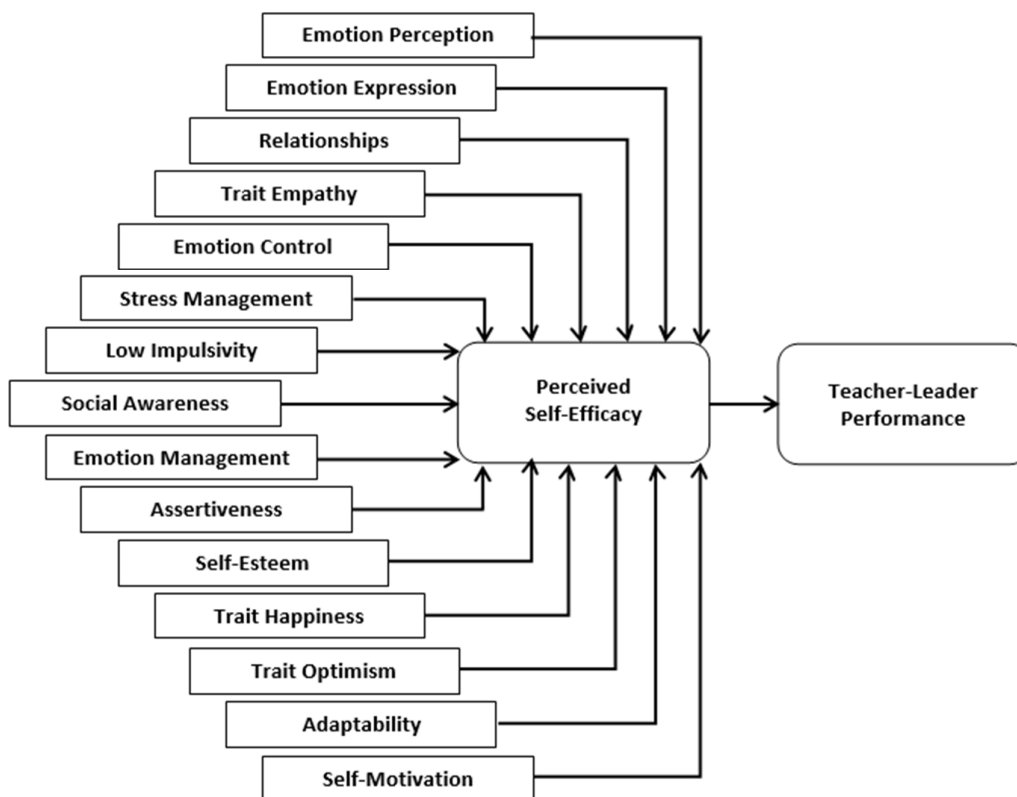 Emotion Perception
Emotion Expression
Relationships
Trait Empathy
Emotion Control
Stress Management
Low Impulsivity
Social Awareness
Emotion Management
Assertiveness
Self-Esteem
Trait Happiness
Trait Optimism
Adaptability
Self-Motivation
Perceived
Self-Efficacy
Teacher-Leader
Performance